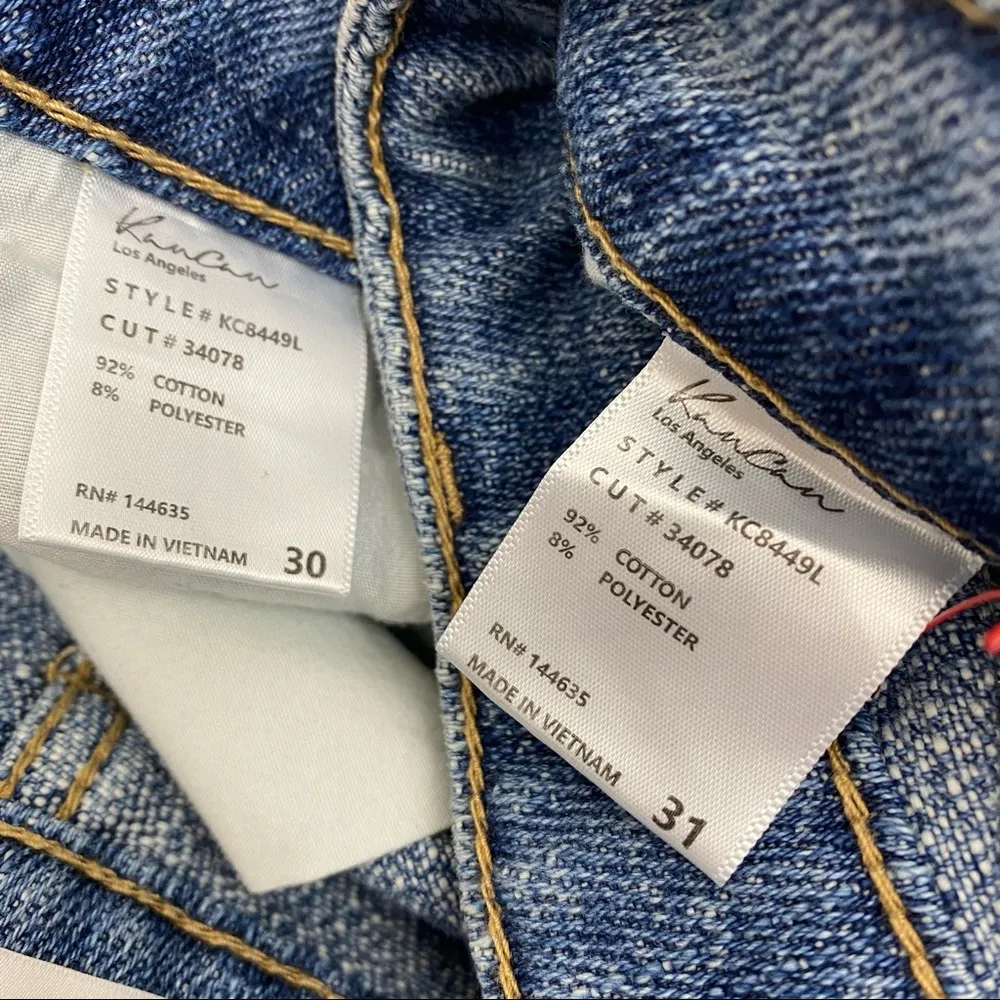 KanCan
Los Angeles
STYLE# KC8449L
CUT# 34078
92% COTTON
8% POLYESTER
RN# 144635
MADE IN VIETNAM 30
KanCan
Los Angeles
STYLE# KC8449L
CUT# 34078
92% COTTON
8% POLYESTER
RN# 144635
MADE IN VIETNAM 31